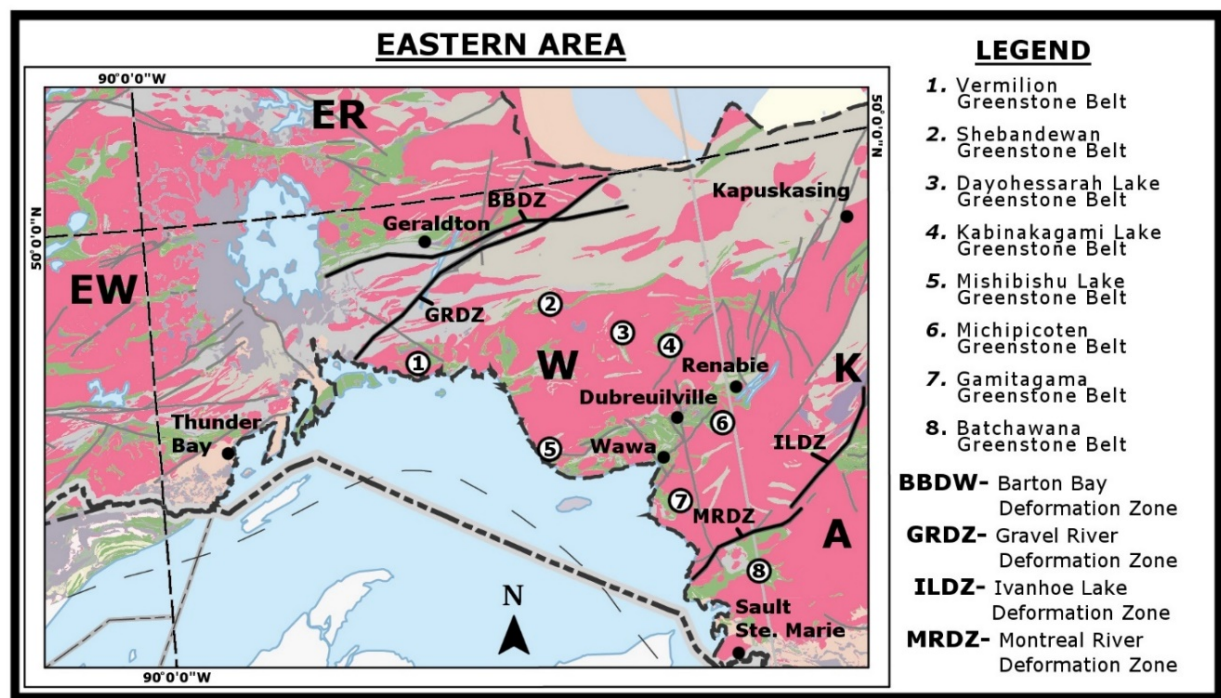 EASTERN AREA
90°0'0"W
50°0'0"N
ER
Kapuskasing
BBDZ
Geraldton
50°0'0"N
EW
GRDZ
2
3
4
1
W
Renabie
K
Dubreuilville
6
Thunder
Bay
5
Wawa
ILDZ
7
MRDZ
A
8
N
Sault
Ste. Marie
90°0'0"W
LEGEND
1. Vermilion
Greenstone Belt
2. Shebandewan
Greenstone Belt
3. Dayohessarah Lake
Greenstone Belt
4. Kabinakagami Lake
Greenstone Belt
5. Mishibishu Lake
Greenstone Belt
6. Michipicoten
Greenstone Belt
7. Gamitagama
Greenstone Belt
8. Batchawana
Greenstone Belt
BBDW- Barton Bay
Deformation Zone
GRDZ- Gravel River
Deformation Zone
ILDZ- Ivanhoe Lake
Deformation Zone
MRDZ- Montreal River
Deformation Zone